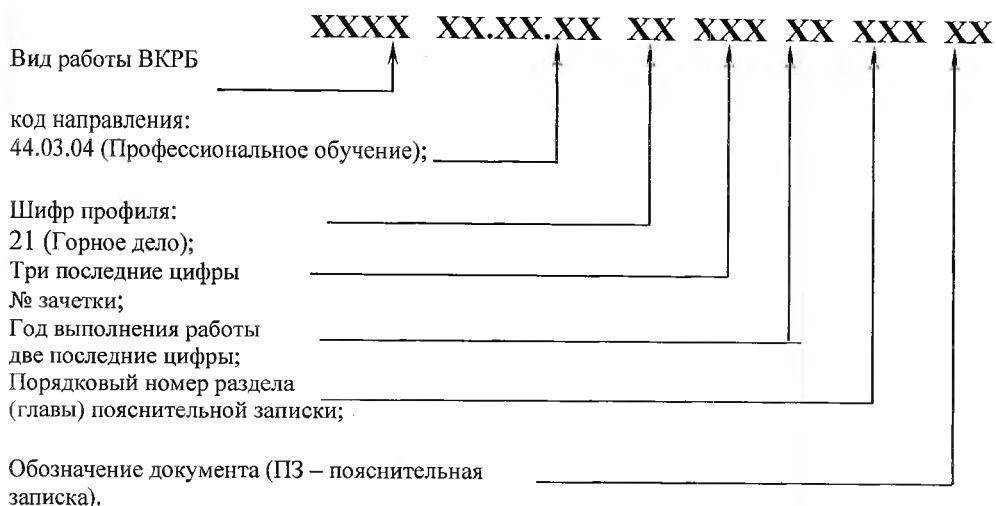 XXXX XX.XX.XX XX XXX XX XXX XX
Вид работы ВКРБ
код направления:
44.03.04 (Профессиональное обучение);
Шифр профиля:
21 (Горное дело);
Три последние цифры
№ зачетки;
Год выполнения работы
две последние цифры;
Порядковый номер раздела
(главы) пояснительной записки;
Обозначение документа (ПЗ – пояснительная
записка).